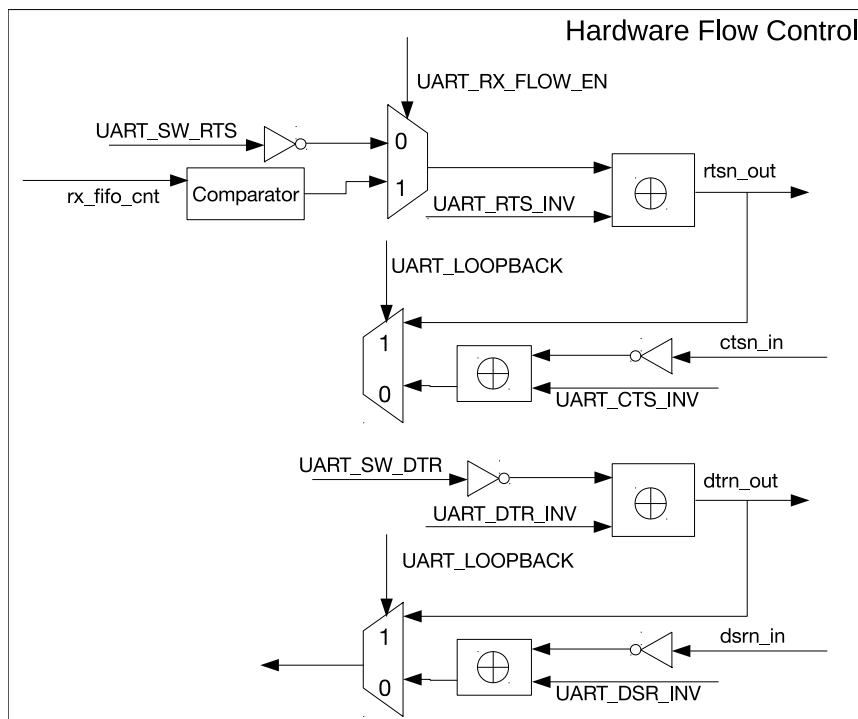 Hardware Flow Control
UART_RX_FLOW_EN
UART_SW_RTS
0
rtsn_out
rx_fifo_cnt
Comparator
1
UART_RTS_INV
UART_LOOPBACK
1
ctsn_in
0
UART_CTS_INV
UART_SW_DTR
dtrn_out
UART_DTR_INV
UART_LOOPBACK
1
dsrn_in
0
UART_DSR_INV